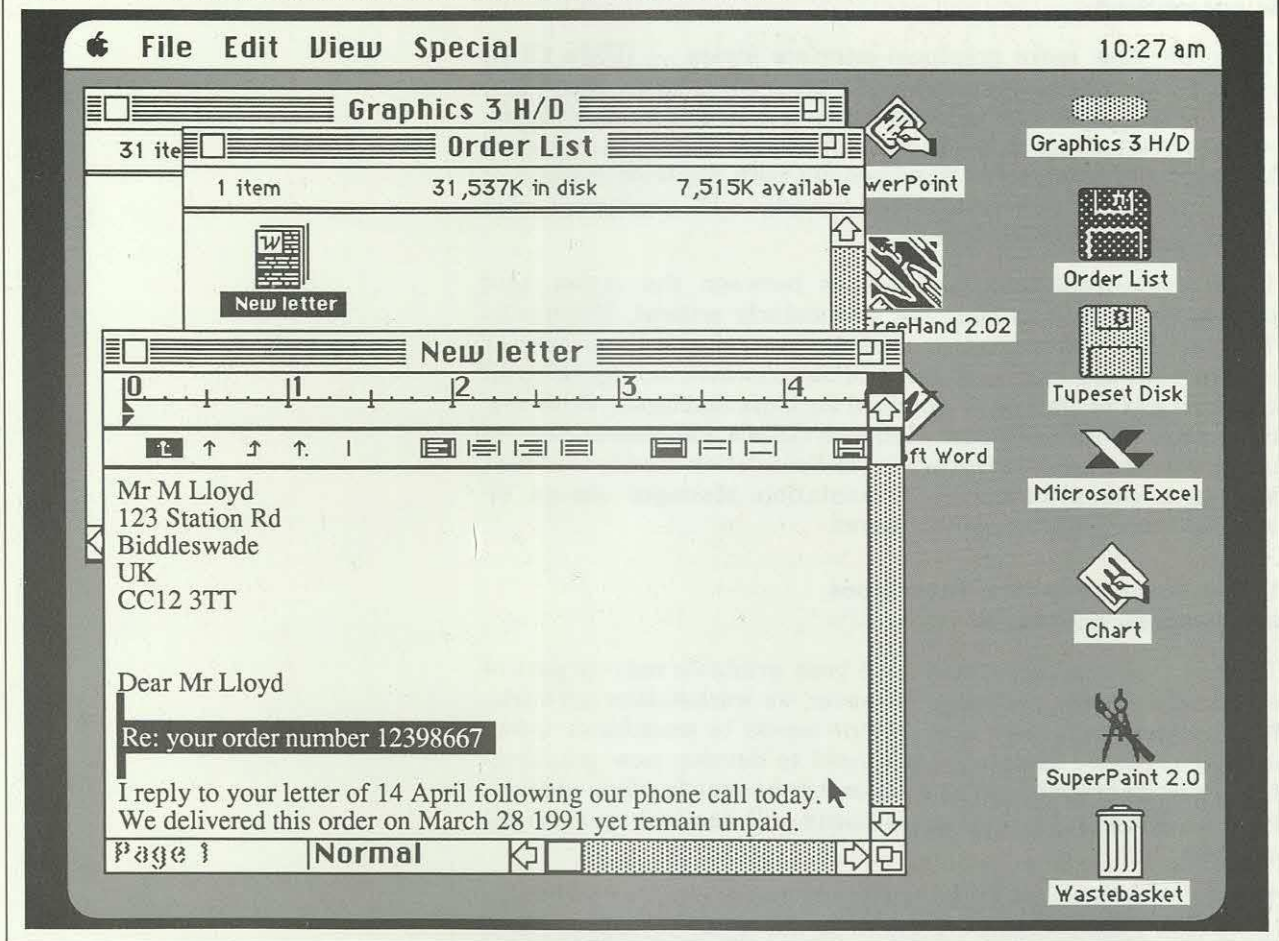 File Edit View Special 10:27 am
Graphics 3 H/D
31 ite
Order List
1 item 31,537K in disk 7,515K available
New letter
New letter
0 1 2 3 4
Mr M Lloyd
123 Station Rd
Biddleswade
UK
CC12 3TT
Dear Mr Lloyd
Re: your order number 12398667
I reply to your letter of 14 April following our phone call today.
We delivered this order on March 28 1991 yet remain unpaid.
Page 1 Normal
werPoint
FreeHand 2.02
oft Word
Graphics 3 H/D
Order List
Typeset Disk
Microsoft Excel
Chart
SuperPaint 2.0
Wastebasket